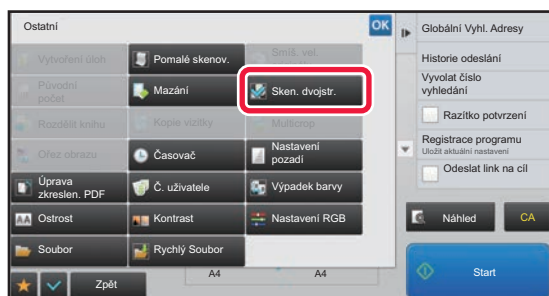 Ostatní
OK
Vytvoření úloh
Pomalé skenov.
Smíš. vel.
Původní
počet
Mazání
Sken. dvojstr.
Rozdělit knihu
Kopie vizitky
Multicrop
Ořez obrazu
Časovač
Nastavení
pozadí
Úprava
zkreslen. PDF
Č. uživatele
Výpadek barvy
Ostrost
Kontrast
Nastavení RGB
Soubor
Rychlý Soubor
Zpět
A4
A4
Globální Vyhl. Adresy
Historie odeslání
Vyvolat číslo
vyhledání
Razítko potvrzení
Registrace programu
Uložit aktuální nastavení
Odeslat link na cíl
Náhled
CA
Start